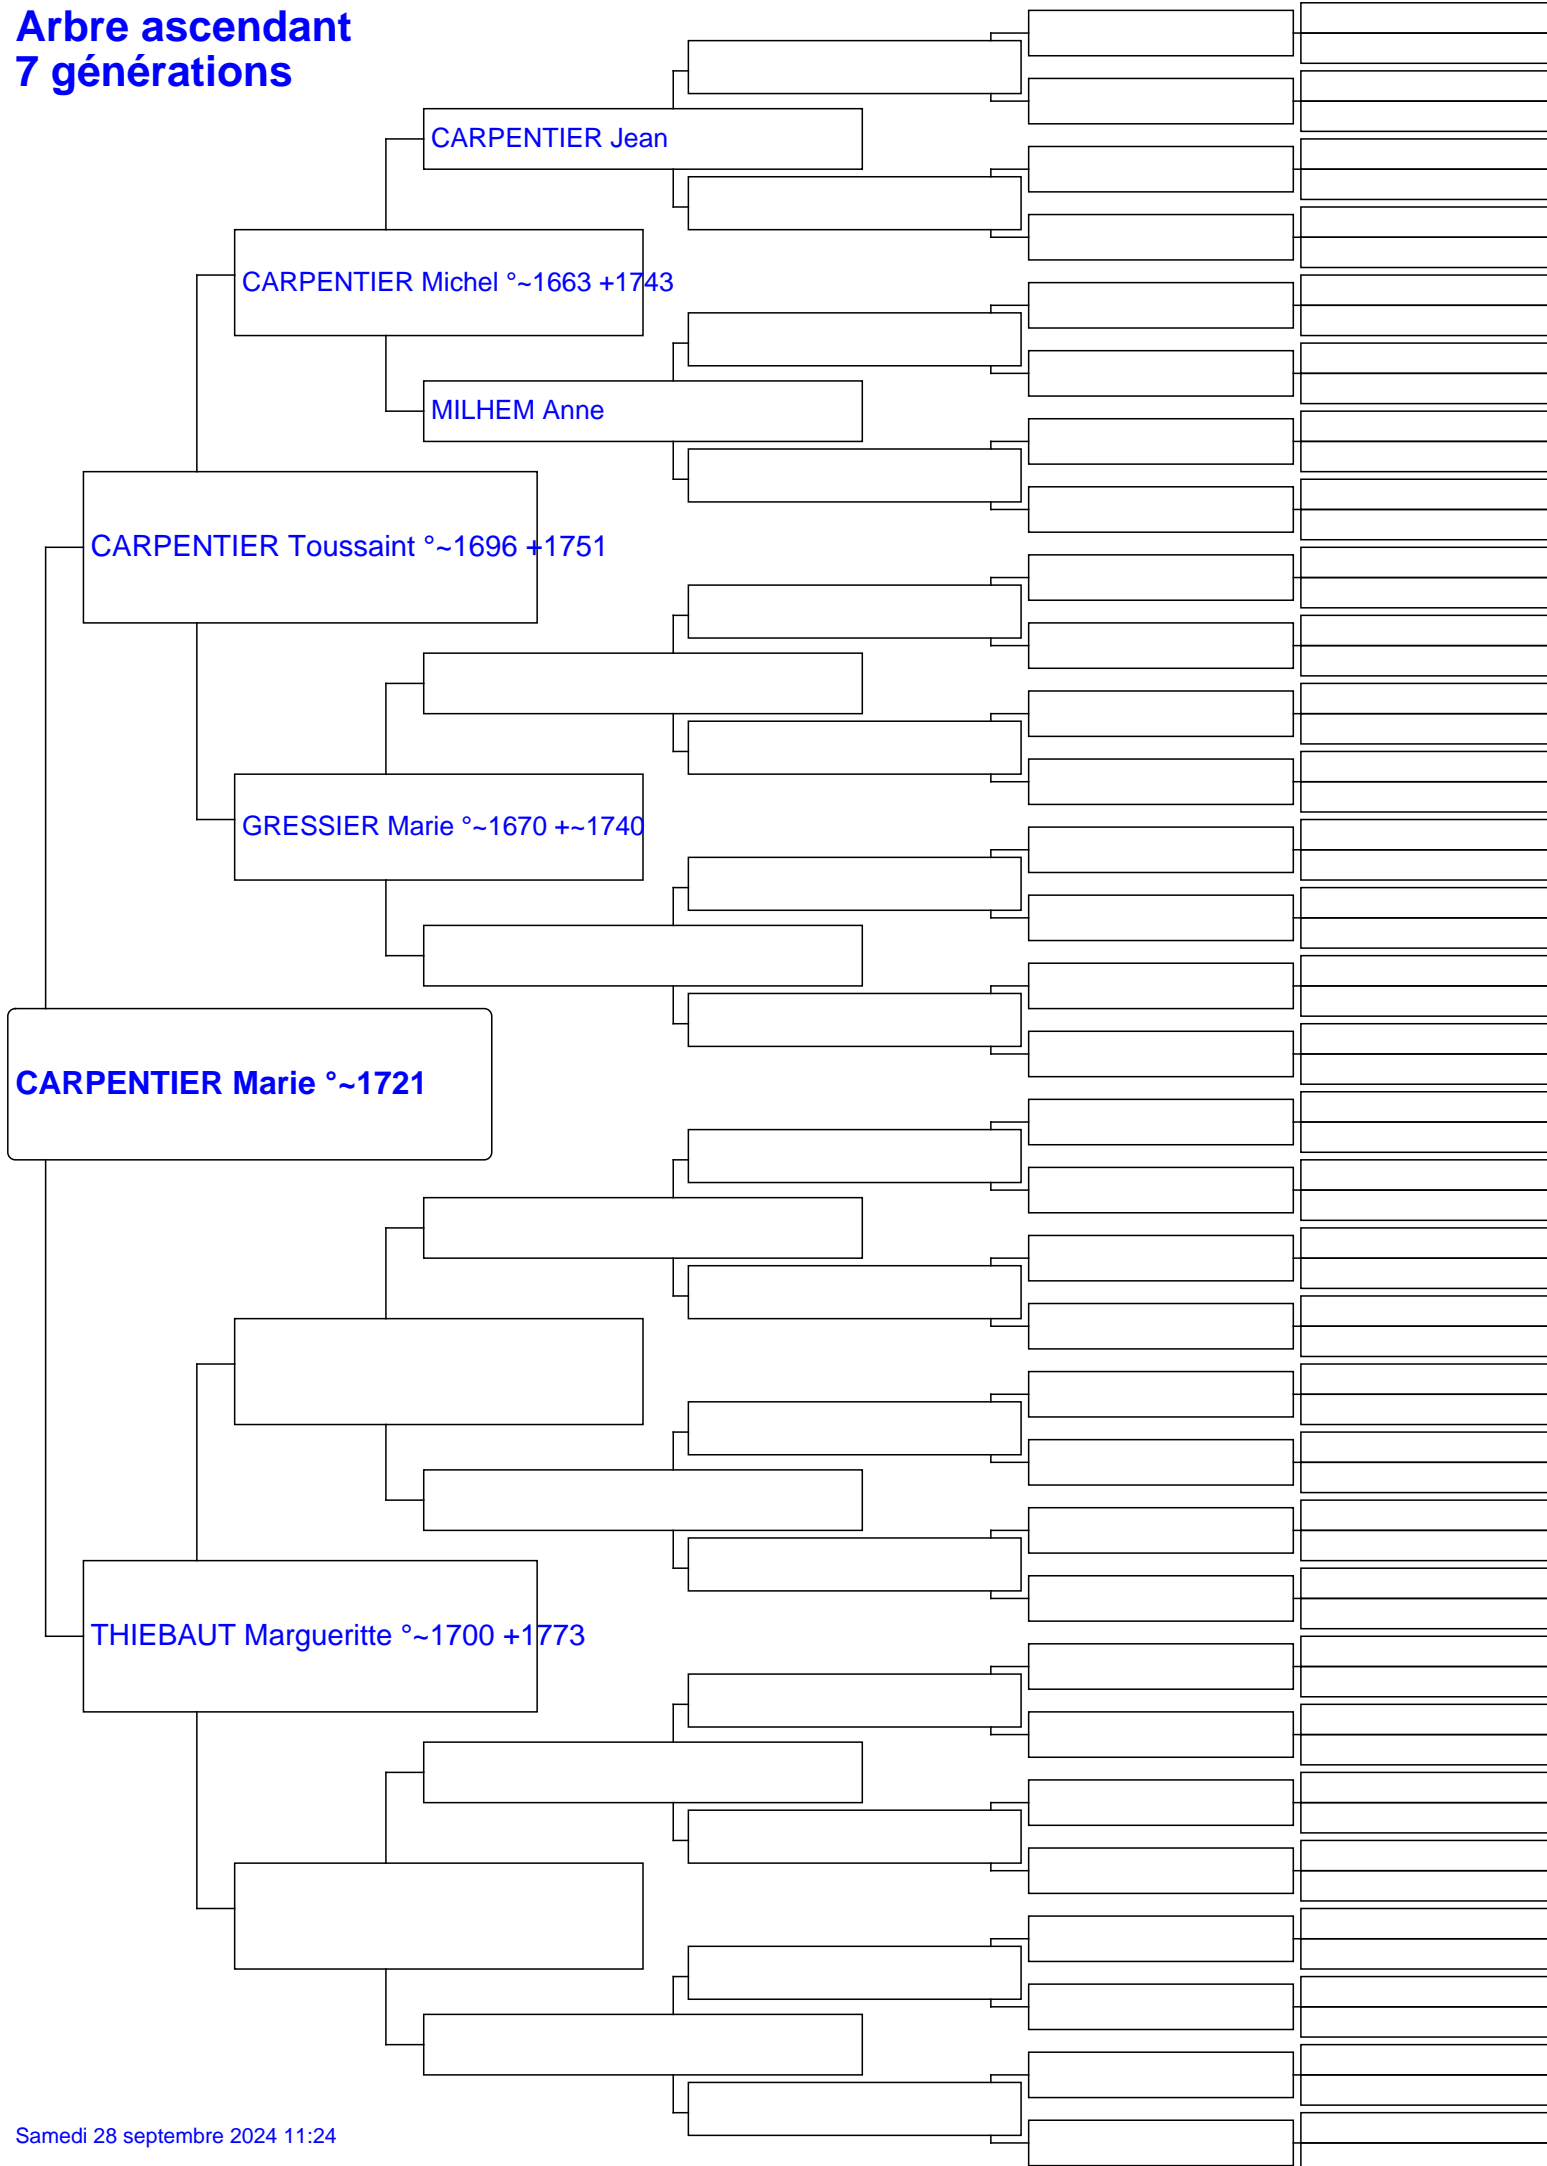 Arbre ascendant
7 générations
CARPENTIER Jean
CARPENTIER Michel °~1663 +1743
MILHEM Anne
CARPENTIER Toussaint °~1696 +1751
GRESSIER Marie °~1670 +~1740
CARPENTIER Marie °~1721
THIEBAUT Margueritte °~1700 +1773
Samedi 28 septembre 2024 11:24